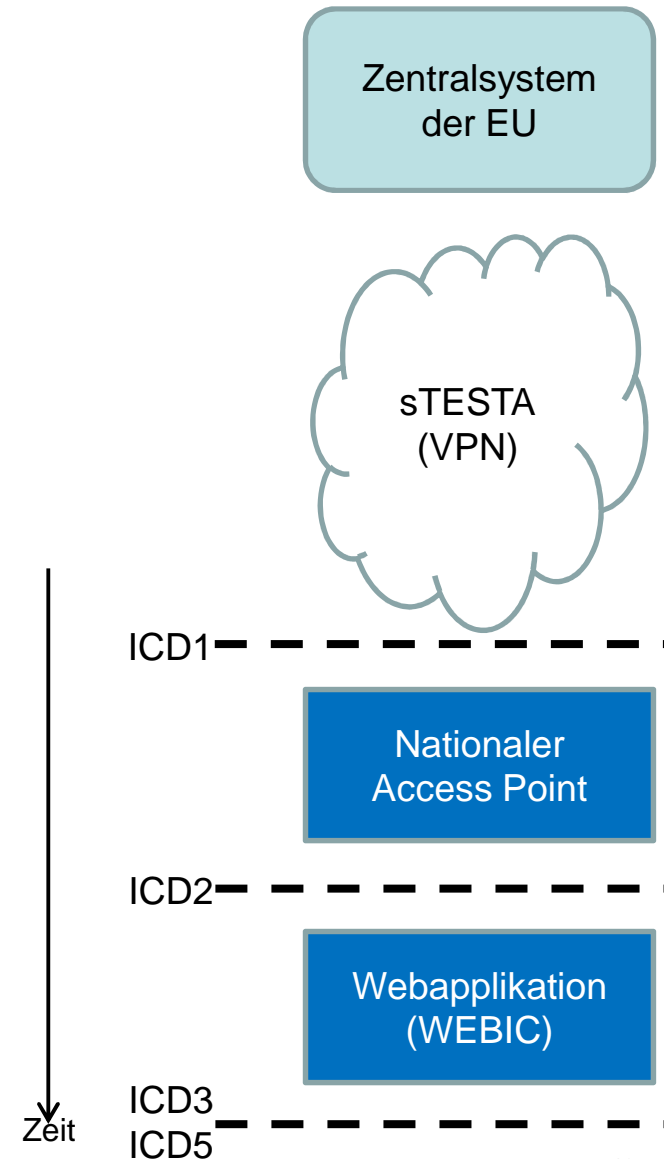 Zentralsystem
der EU
sTESTA
(VPN)
ICD1
Nationaler
Access Point
ICD2
Webapplikation
(WEBIC)
ICD3
Zeit
ICD5